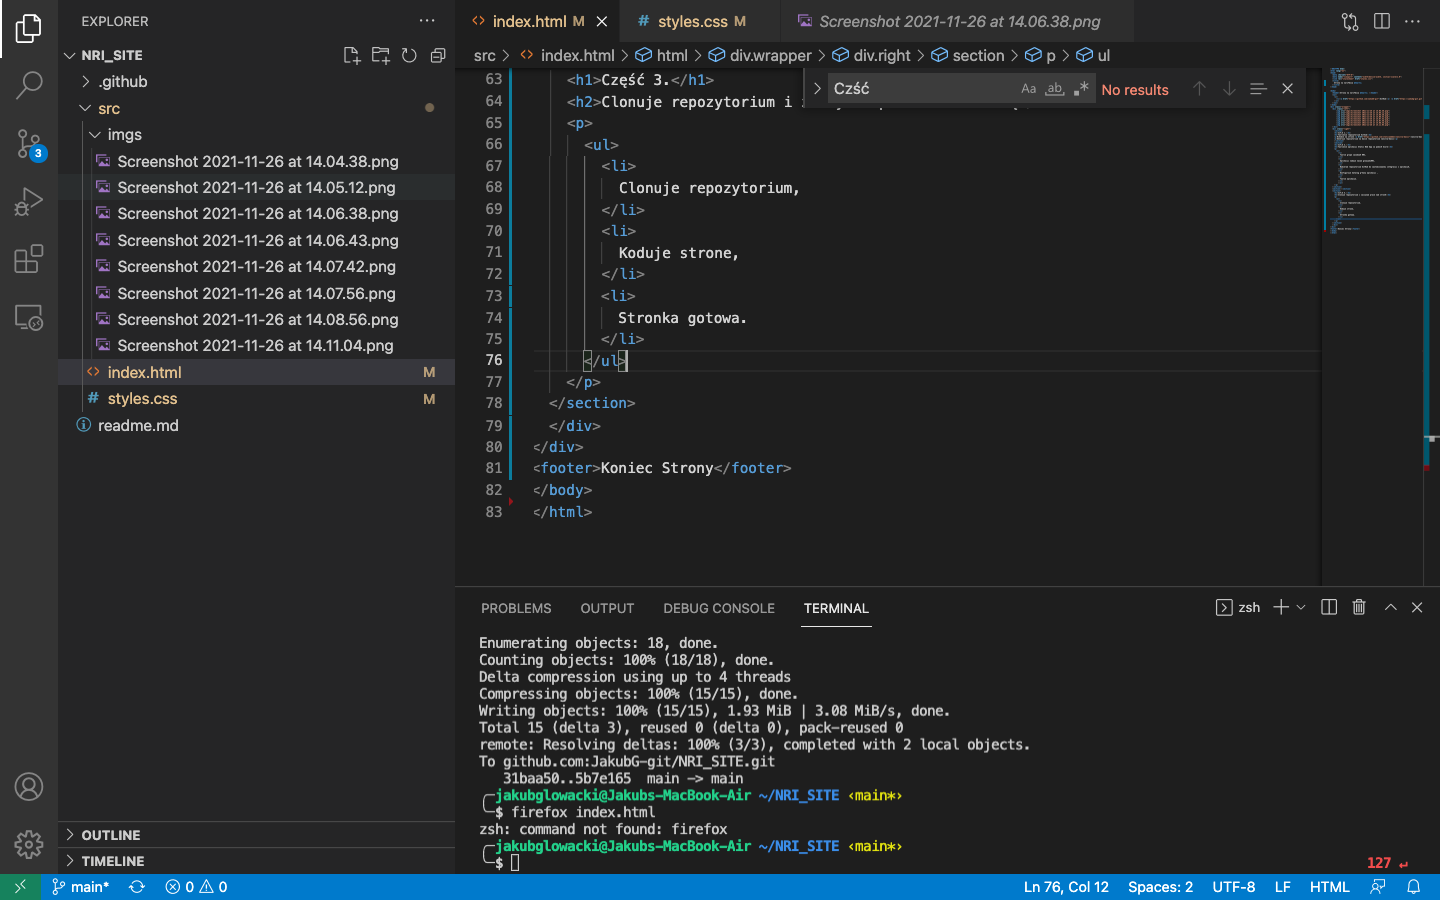 EXPLORER
NRI_SITE
.github
src
imgs
Screenshot 2021-11-26 at 14.04.38.png
Screenshot 2021-11-26 at 14.05.12.png
Screenshot 2021-11-26 at 14.06.38.png
Screenshot 2021-11-26 at 14.06.43.png
Screenshot 2021-11-26 at 14.07.42.png
Screenshot 2021-11-26 at 14.07.56.png
Screenshot 2021-11-26 at 14.08.56.png
Screenshot 2021-11-26 at 14.11.04.png
index.html M
styles.css M
readme.md
OUTLINE
TIMELINE
3
index.html M
styles.css M
Screenshot 2021-11-26 at 14.06.38.png
src > index.html > html > div.wrapper > div.right > section > p > ul
Czść Aa ab No results
63 <h1>Część 3.</h1>
64 <h2>Clonuje repozytorium i
65 <p>
66 <ul>
67 <li>
68 Clonuje repozytorium,
69 </li>
70 <li>
71 Koduje strone,
72 </li>
73 <li>
74 Stronka gotowa.
75 </li>
76 </ul>
77 </p>
78 </section>
79 </div>
80 </div>
81 <footer>Koniec Strony</footer>
82 </body>
83 </html>
PROBLEMS OUTPUT DEBUG CONSOLE TERMINAL zsh
Enumerating objects: 18, done.
Counting objects: 100% (18/18), done.
Delta compression using up to 4 threads
Compressing objects: 100% (15/15), done.
Writing objects: 100% (15/15), 1.93 MiB | 3.08 MiB/s, done.
Total 15 (delta 3), reused 0 (delta 0), pack-reused 0
remote: Resolving deltas: 100% (3/3), completed with 2 local objects.
To github.com:JakubG-git/NRI_SITE.git
31baa50..5b7e165 main -> main
jakubglowacki@Jakubs-MacBook-Air ~/NRI_SITE ‹main*›
$ firefox index.html
zsh: command not found: firefox
jakubglowacki@Jakubs-MacBook-Air ~/NRI_SITE ‹main*›
$ 127 ↵
main* 0 0 Ln 76, Col 12 Spaces: 2 UTF-8 LF HTML